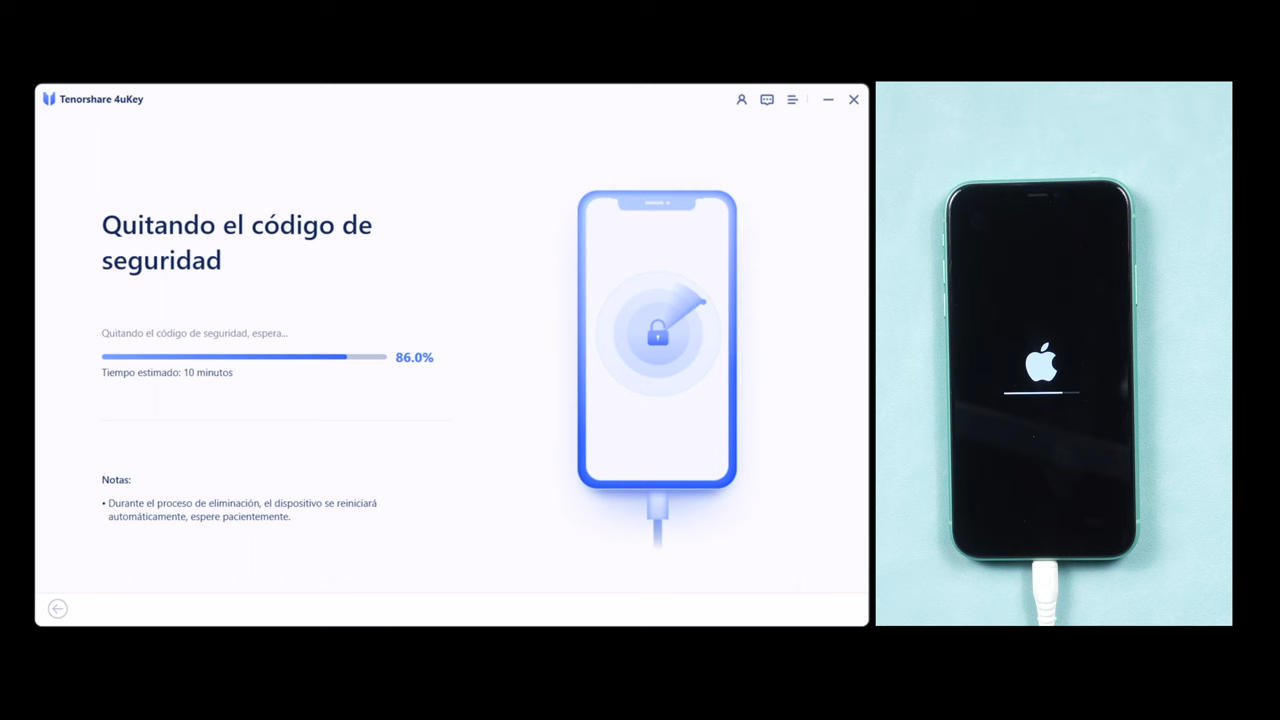 Tenorshare 4uKey
Quitando el código de
seguridad
Quitando el código de seguridad, espera...
86.0%
Tiempo estimado: 10 minutos
Notas:
• Durante el proceso de eliminación, el dispositivo se reiniciará
automáticamente, espere pacientemente.